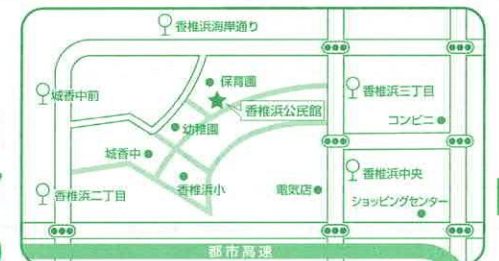 香椎浜海岸通り
保育園
城香中前
香椎浜三丁目
香椎浜公民館
コンビニ
幼稚園
城香中
香椎浜中央
香椎浜小
電気店
香椎浜二丁目
ショッピングセンター
都市高速